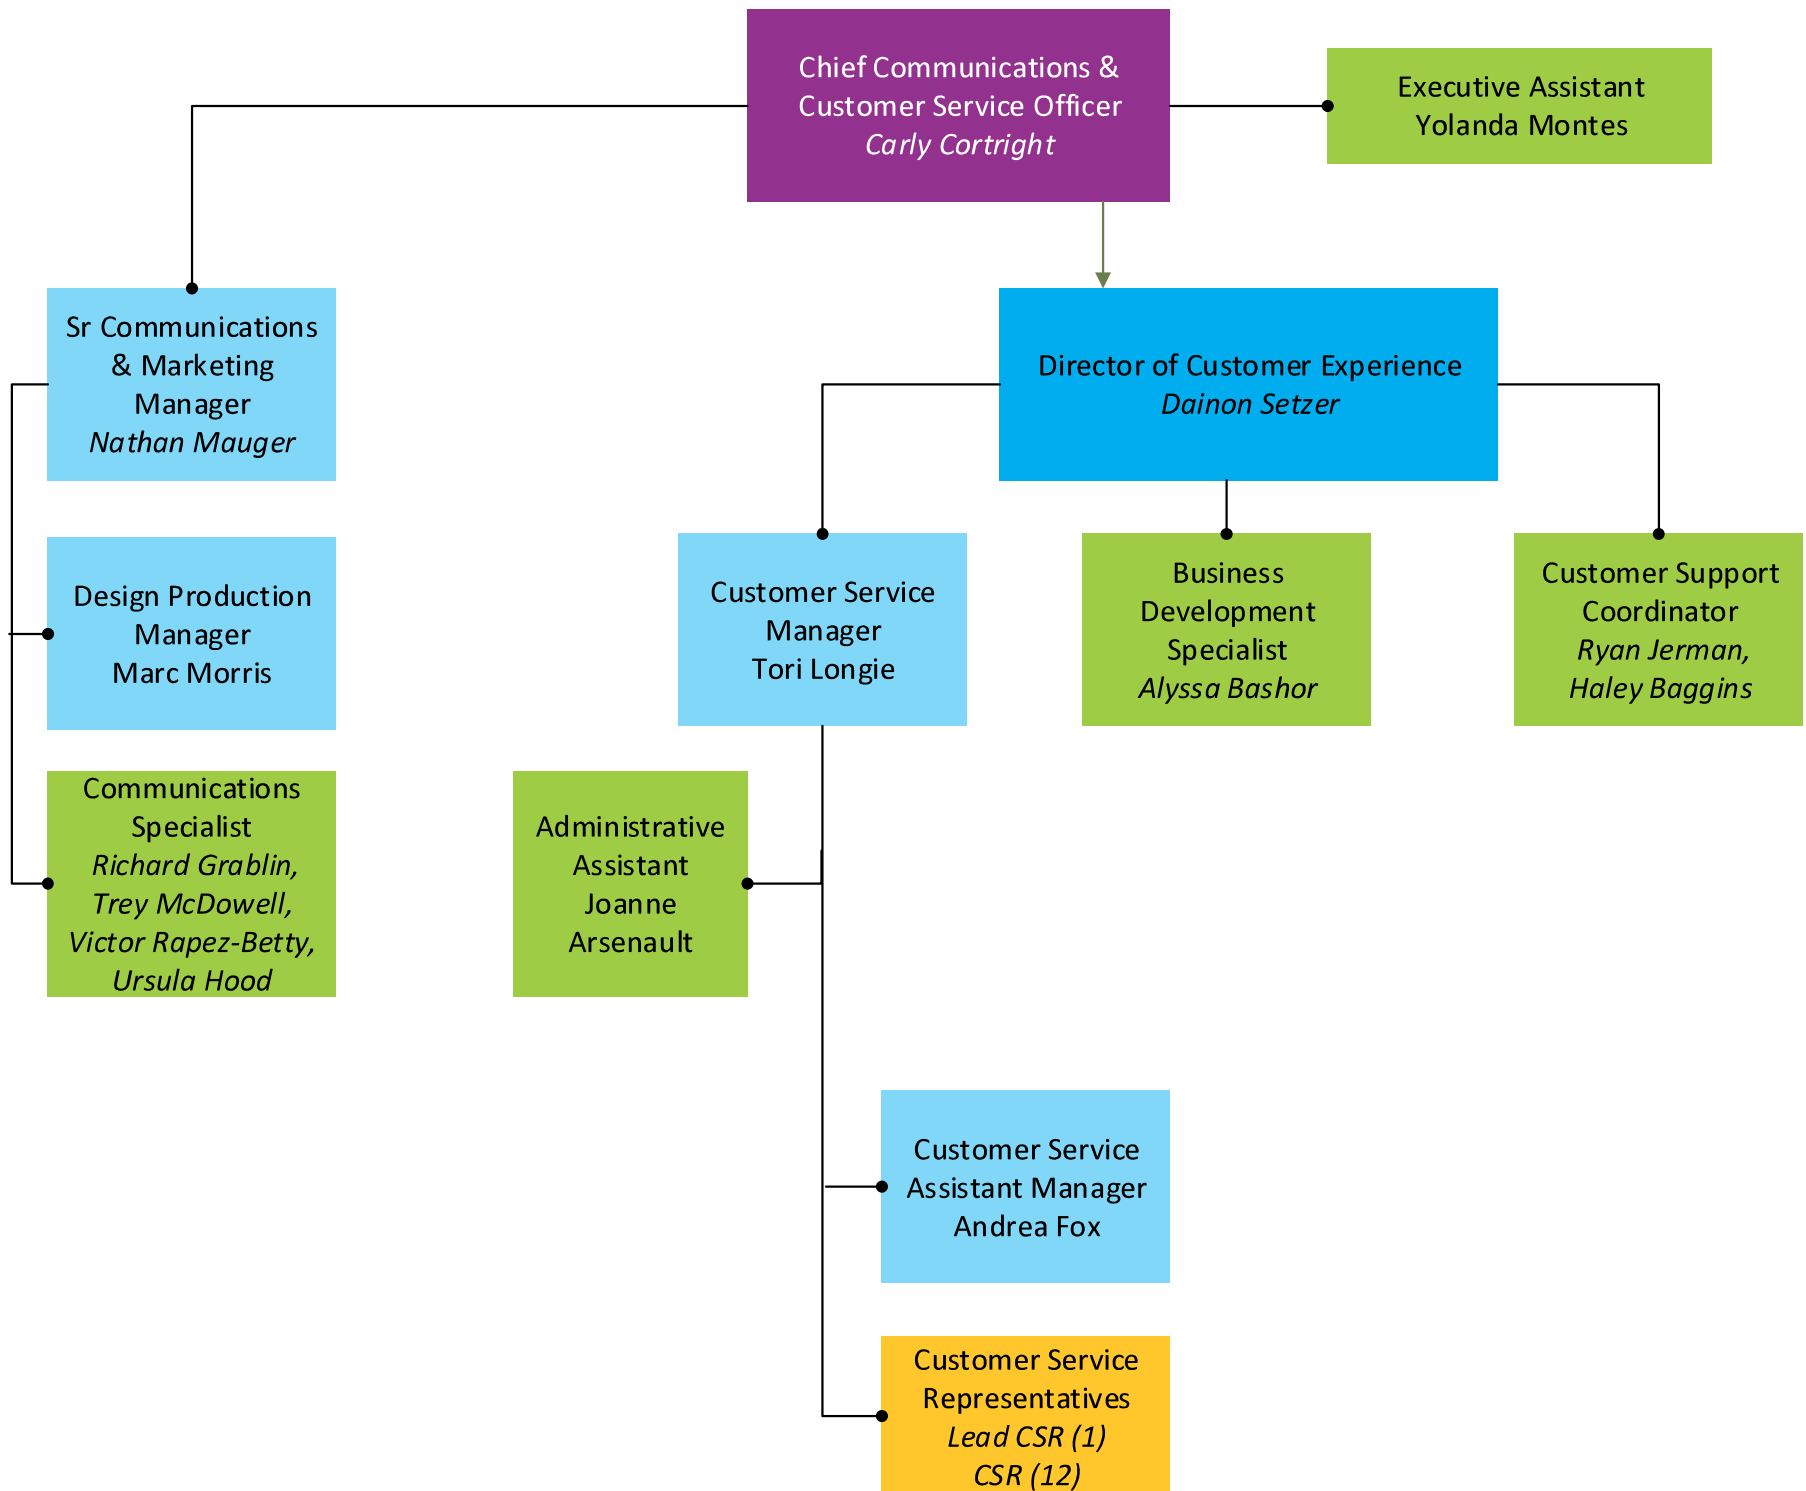 Chief Communications &
Customer Service Officer
Carly Cortright
Executive Assistant
Yolanda Montes
Sr Communications
& Marketing
Manager
Nathan Mauger
Director of Customer Experience
Dainon Setzer
Design Production
Manager
Marc Morris
Customer Service
Manager
Tori Longie
Business
Development
Specialist
Alyssa Bashor
Customer Support
Coordinator
Ryan Jerman,
Haley Baggins
Communications
Specialist
Richard Grablin,
Trey McDowell,
Victor Rapez-Betty,
Ursula Hood
Administrative
Assistant
Joanne
Arsenault
Customer Service
Assistant Manager
Andrea Fox
Customer Service
Representatives
Lead CSR (1)
CSR (12)